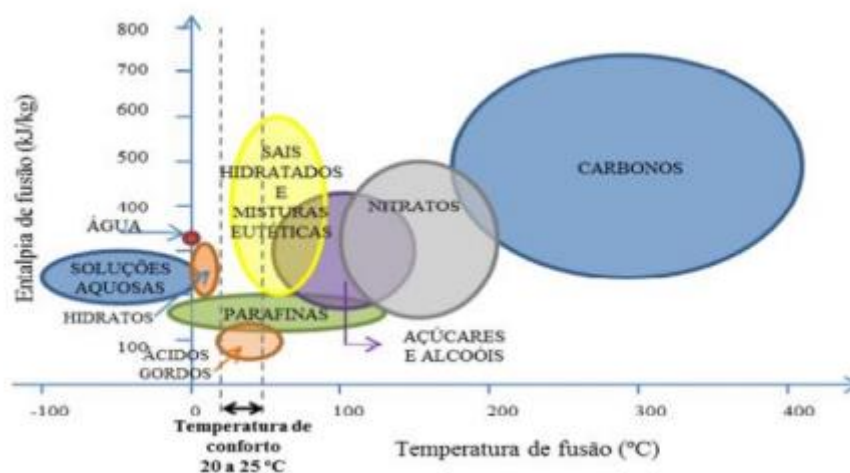 800
700
600
500
400
100
Entalpia de fusão (kJ/kg)
ÁGUA
SOLUÇÕES
AQUOSAS
HIDRATOS
ÁCIDOS
GORDOS
SAIS
HIDRATADOS
E
MISTURAS
EUTÉTICAS
PARAFINAS
NITRATOS
AÇÚCARES
E ALCOÓIS
CARBONOS
-100
0
100
200
300
400
Temperatura de
conforto
20 a 25 ºC
Temperatura de fusão (ºC)